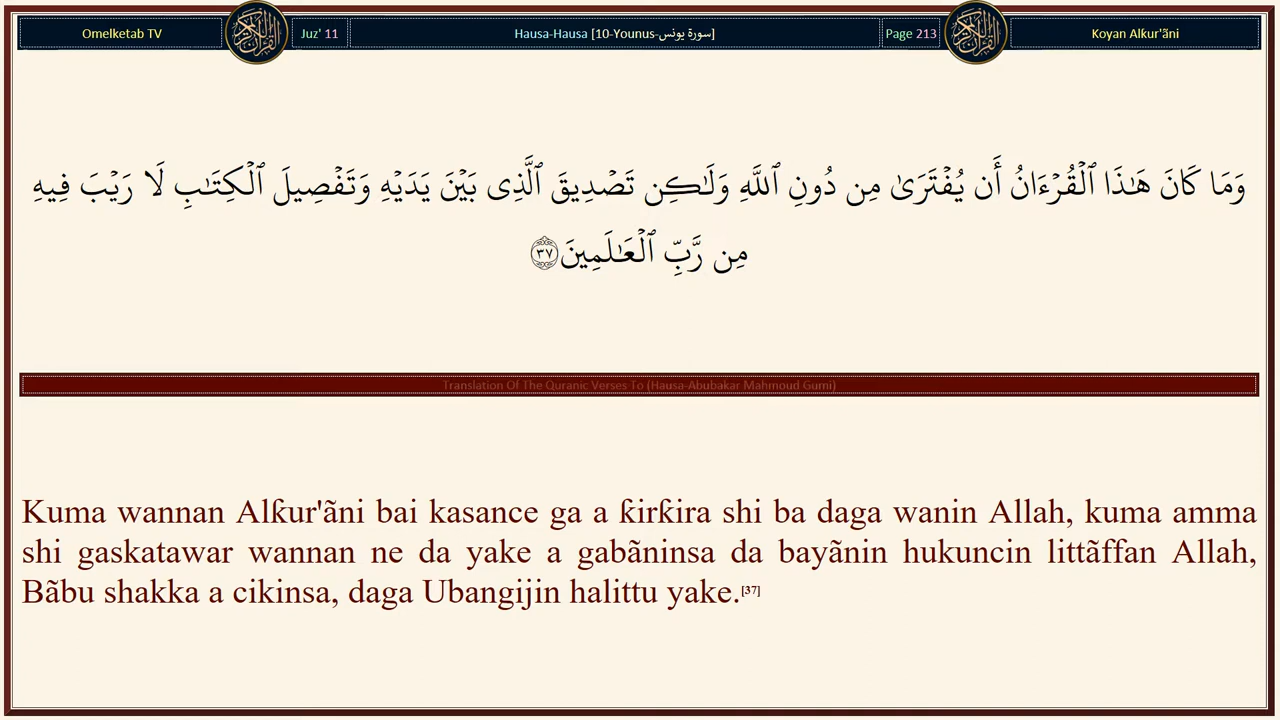 Omelketab TV
Juz' 11
Hausa-Hausa [10-Younus-سورة يونس]
Page 213
Koyan Alƙur'ãni
وَمَا كَانَ هَـٰذَا ٱلْقُرْءَانُ أَن يُفْتَرَىٰ مِن دُونِ ٱللَّهِ وَلَـٰكِن تَصْدِيقَ ٱلَّذِى بَيْنَ يَدَيْهِ وَتَفْصِيلَ ٱلْكِتَـٰبِ لَا رَيْبَ فِيهِ
مِن رَّبِّ ٱلْعَـٰلَمِينَ ٣٧
Translation Of The Quranic Verses To (Hausa-Abubakar Mahmoud Gumi)
Kuma wannan Alƙur'ãni bai kasance ga a ƙirƙira shi ba daga wanin Allah, kuma amma
shi gaskatawar wannan ne da yake a gabãninsa da bayãnin hukuncin littãffan Allah,
Bãbu shakka a cikinsa, daga Ubangijin halittu yake.[37]